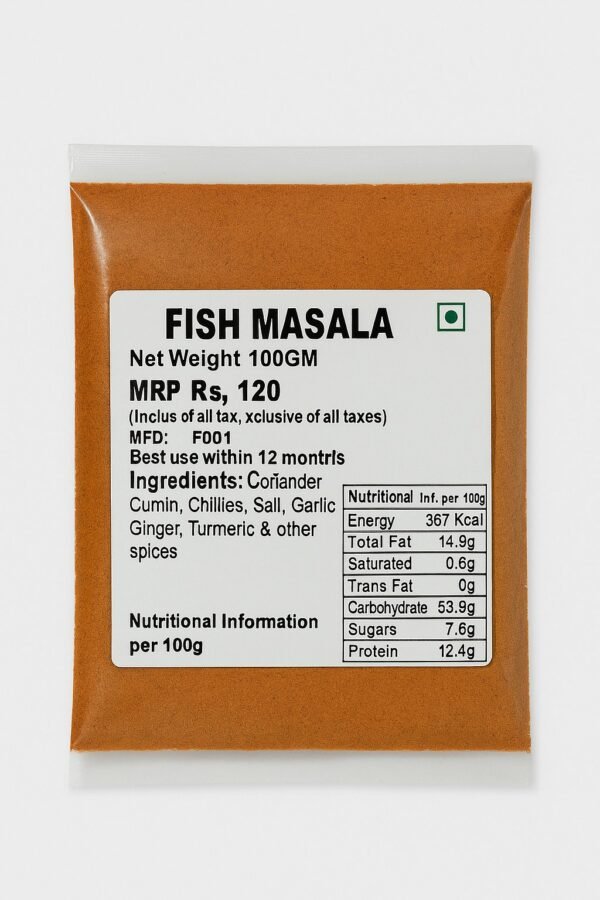 FISH MASALA
Net Weight 100GM
MRP Rs, 120
(Inclus of all tax, xclusive of all taxes)
MFD: F001
Best use within 12 montrls
Ingredients: Coriander
Cumin, Chillies, Sall, Garlic
Ginger, Turmeric & other
spices
Nutritional Information
per 100g
Nutritional Inf. per 100g
Energy 367 Kcal
Total Fat 14.9g
Saturated 0.6g
Trans Fat 0g
Carbohydrate 53.9g
Sugars 7.6g
Protein 12.4g